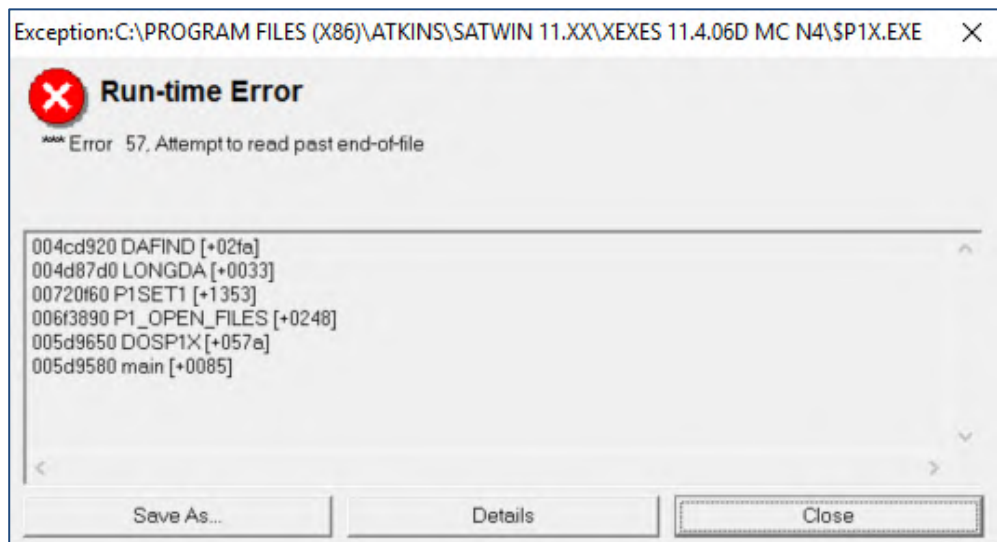 Exception:C:\PROGRAM FILES (X86)\ATKINS\SATWIN 11.XX\XEXES 11.4.06D MC N4\$P1X.EXE
Run-time Error
*** Error 57, Attempt to read past end-of-file
004cd920 DAFIND [+02fa]
004d87d0 LONGDA [+0033]
00720f60 P1SET1 [+1353]
006f3890 P1_OPEN_FILES [+0248]
005d9650 DOSP1X [+057a]
005d9580 main [+0085]
Save As... Details Close